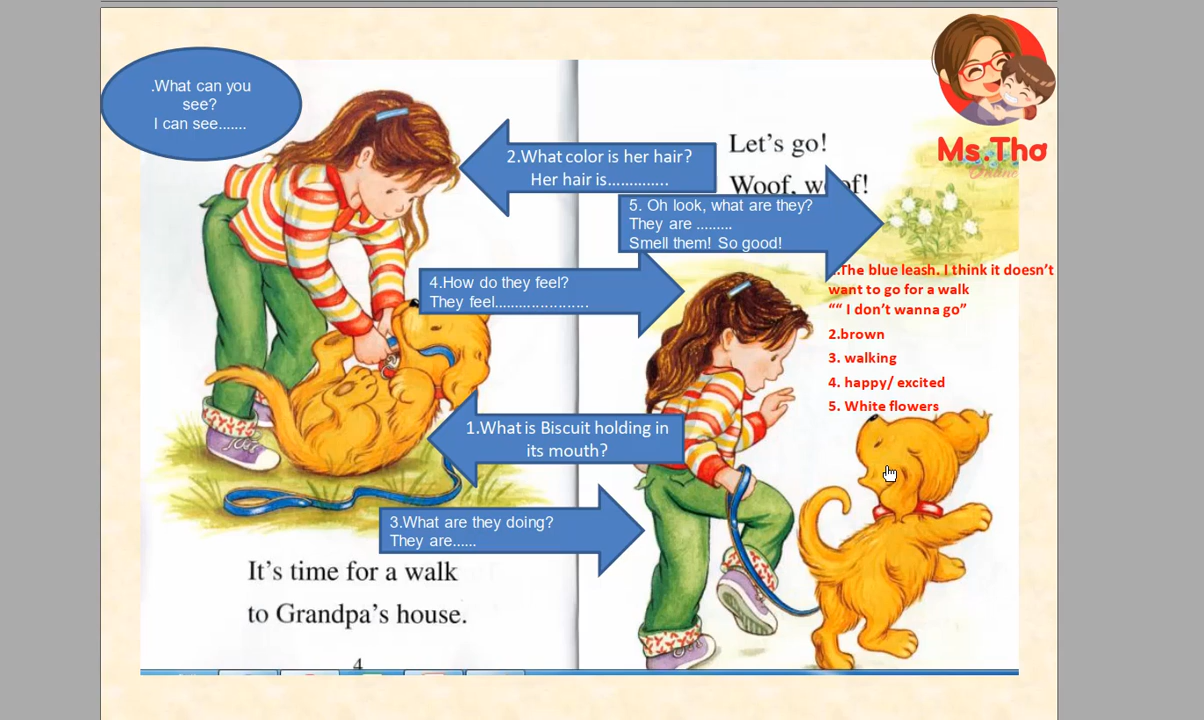 .What can you
see?
I can see.......
2.What color is her hair?
Her hair is..............
Let's go!
Woof, woof!
5. Oh look, what are they?
They are .........
Smell them! So good!
4.How do they feel?
They feel......................
1.What is Biscuit holding in
its mouth?
3.What are they doing?
They are......
It's time for a walk
to Grandpa's house.
4
Ms.Thơ
Online
.The blue leash. I think it doesn't
want to go for a walk
““ I don't wanna go”
2.brown
3. walking
4. happy/ excited
5. White flowers